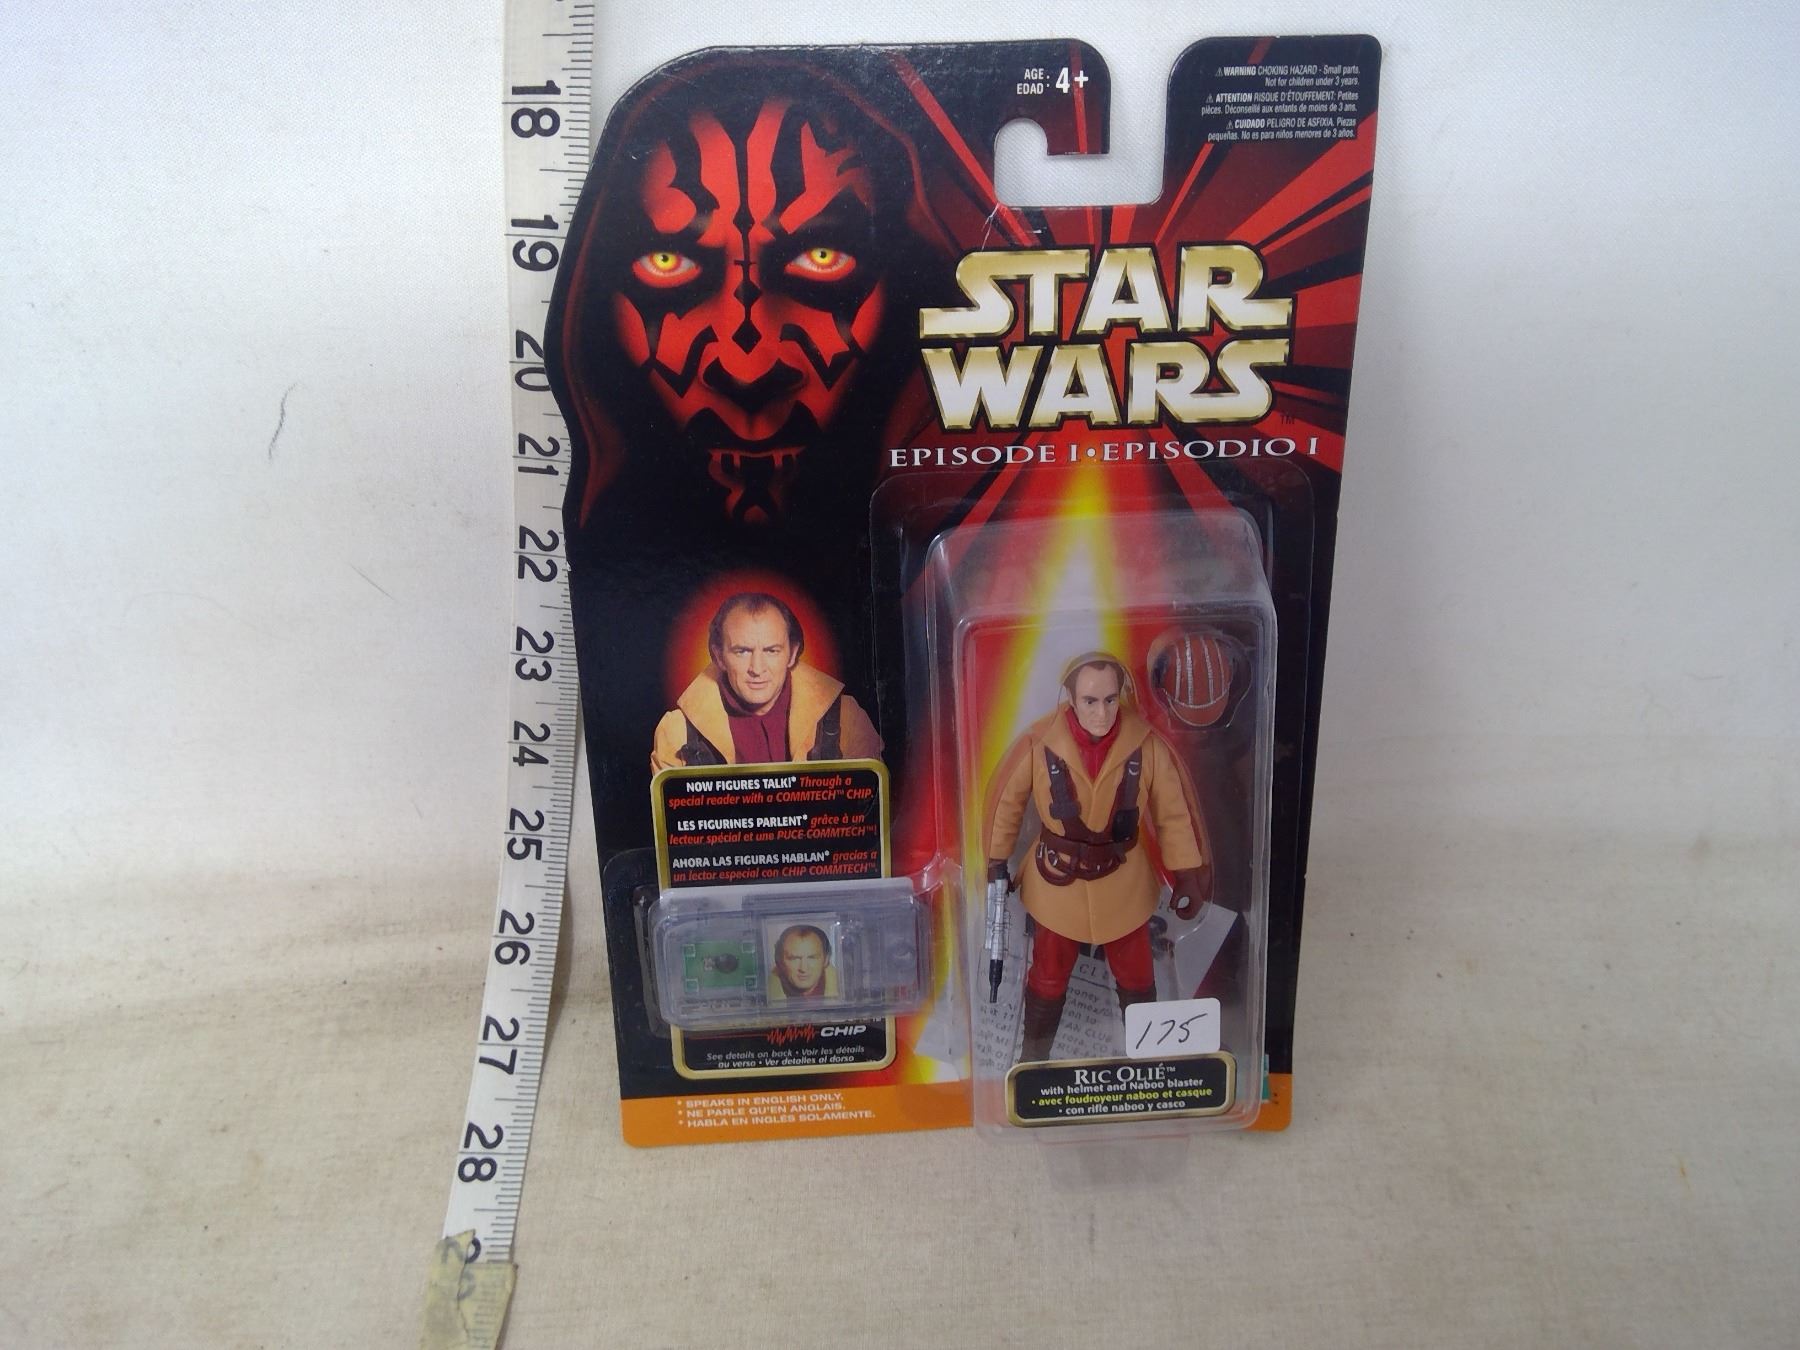 18
19
20
21
22
23
24
25
26
27
28
AGE: 4+
EDAD:
⚠WARNING CHOKING HAZARD - Small parts.
Not for children under 3 years.
⚠ATTENTION RISQUE D'ÉTOUFFEMENT: Petites
pièces. Déconseillé aux enfants de moins de 3 ans.
⚠CUIDADO PELIGRO DE ASFIXIA. Piezas
pequeñas. No es para niños menores de 3 años.
STAR
WARS
TM
EPISODE I • EPISODIO I
NOW FIGURES TALK!* Through a
special reader with a COMMTECH™ CHIP.
LES FIGURINES PARLENT* grâce à un
lecteur spécial et une PUCE COMMTECH™!
AHORA LAS FIGURAS HABLAN* gracias a
un lector especial con CHIP COMMTECH™.
CHIP
See details on back • Voir les détails
au verso • Ver detalles al dorso
* SPEAKS IN ENGLISH ONLY.
* NE PARLE QU'EN ANGLAIS.
* HABLA EN INGLÉS SOLAMENTE.
175
RIC OLIÉ™
with helmet and Naboo blaster
• avec foudroyeur naboo et casque
• con rifle naboo y casco